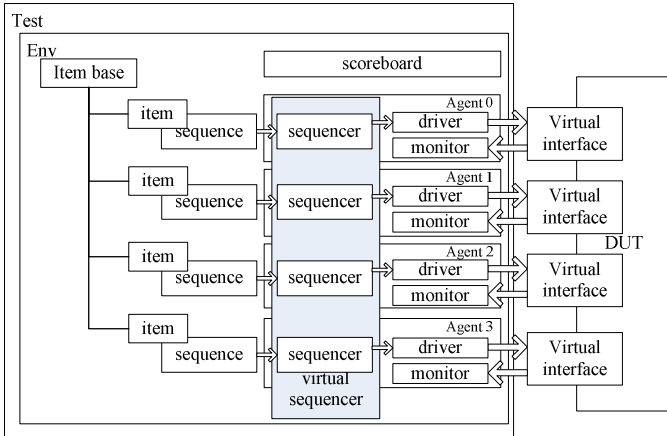 Test
Env
Item base
scoreboard
Agent 0
item
sequence
sequencer
driver
monitor
Virtual
interface
Agent 1
item
sequence
sequencer
driver
monitor
Virtual
interface
DUT
Agent 2
item
sequence
sequencer
driver
monitor
Virtual
interface
Agent 3
item
sequence
sequencer
driver
monitor
Virtual
interface
virtual
sequencer